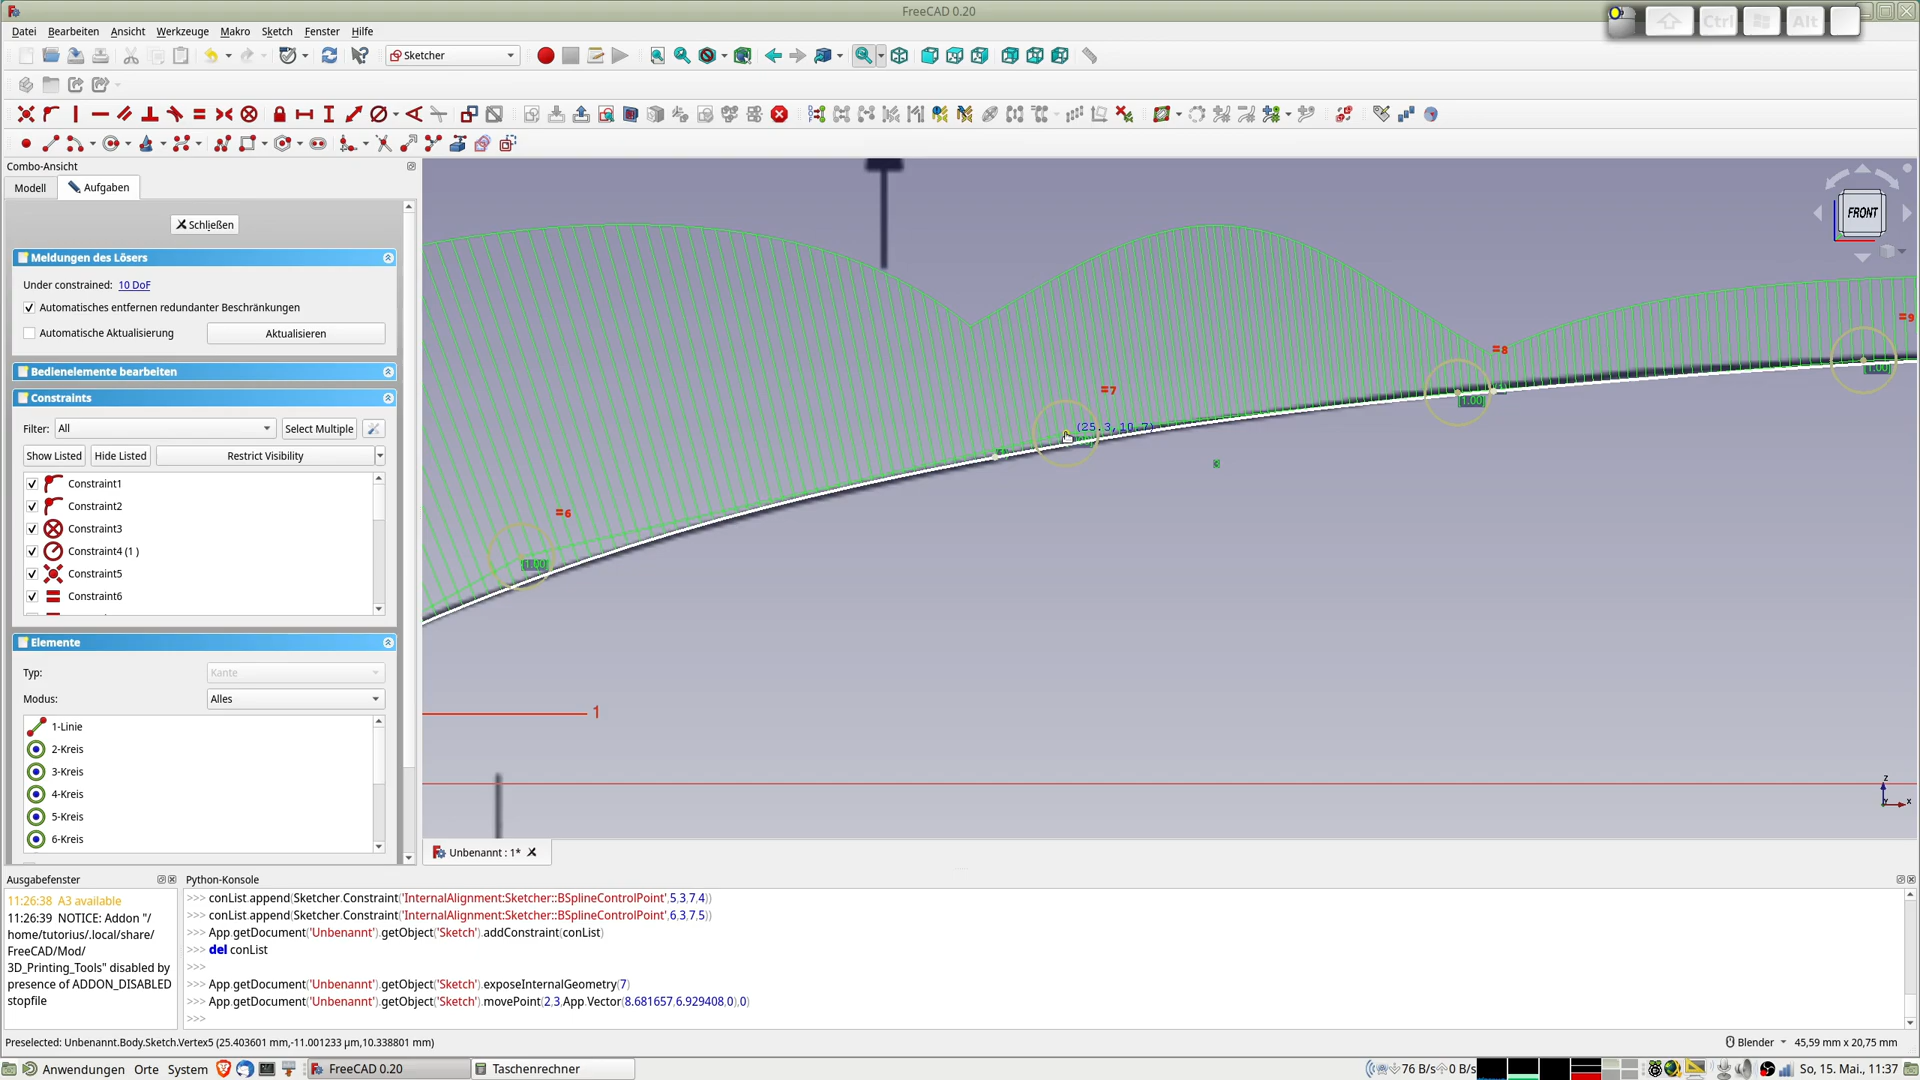 FreeCAD 0.20
Ctrl
Alt
Datei Bearbeiten Ansicht Werkzeuge Makro Sketch Fenster Hilfe
Sketcher
Combo-Ansicht
Modell Aufgaben
Schließen
Meldungen des Lösers
Under constrained: 10 DoF
Automatisches entfernen redundanter Beschränkungen
Automatische Aktualisierung Aktualisieren
Bedienelemente bearbeiten
Constraints
Filter: All Select Multiple
Show Listed Hide Listed Restrict Visibility
Constraint1
Constraint2
Constraint3
Constraint4 (1 )
Constraint5
Constraint6
Elemente
Typ: Kante
Modus: Alles
1-Linie
2-Kreis
3-Kreis
4-Kreis
5-Kreis
6-Kreis
FRONT
=9
=8
[1.00]
=7
[1.00]
(25.3,10.7)
=6
[1.00]
1
z
x
Unbenannt : 1*
Ausgabefenster
11:26:38 A3 available
11:26:39 NOTICE: Addon "/
home/tutorius/.local/share/
FreeCAD/Mod/
3D_Printing_Tools" disabled by
presence of ADDON_DISABLED
stopfile
Python-Konsole
>>> conList.append(Sketcher.Constraint('InternalAlignment:Sketcher::BSplineControlPoint',5,3,7,4))
>>> conList.append(Sketcher.Constraint('InternalAlignment:Sketcher::BSplineControlPoint',6,3,7,5))
>>> App.getDocument('Unbenannt').getObject('Sketch').addConstraint(conList)
>>> del conList
>>>
>>> App.getDocument('Unbenannt').getObject('Sketch').exposeInternalGeometry(7)
>>> App.getDocument('Unbenannt').getObject('Sketch').movePoint(2,3,App.Vector(8.681657,6.929408,0),0)
>>>
Preselected: Unbenannt.Body.Sketch.Vertex5 (25.403601 mm,-11.001233 µm,10.338801 mm)
Blender 45,59 mm x 20,75 mm
Anwendungen Orte System FreeCAD 0.20 Taschenrechner
76 B/s 0 B/s
So, 15. Mai., 11:37